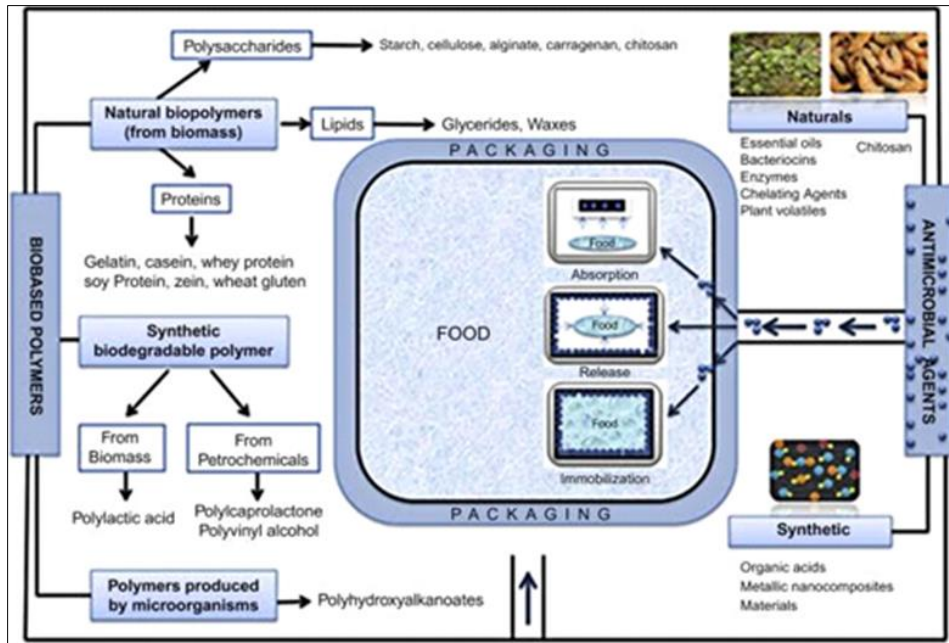 Polysaccharides
Starch, cellulose, alginate, carragenan, chitosan
Natural biopolymers
(from biomass)
Lipids
Glycerides, Waxes
Proteins
Gelatin, casein, whey protein
soy Protein, zein, wheat gluten
BIOBASED POLYMERS
Synthetic
biodegradable polymer
From
Biomass
From
Petrochemicals
Polylactic acid
Polylcaprolactone
Polyvinyl alcohol
Polymers produced
by microorganisms
Polyhydroxyalkanoates
PACKAGING
FOOD
Food
Absorption
Food
Release
Food
Immobilization
PACKAGING
Naturals
Essential oils
Bacteriocins
Enzymes
Chelating Agents
Plant volatiles
Chitosan
ANTIMICROBIAL AGENTS
Synthetic
Organic acids
Metallic nanocomposites
Materials